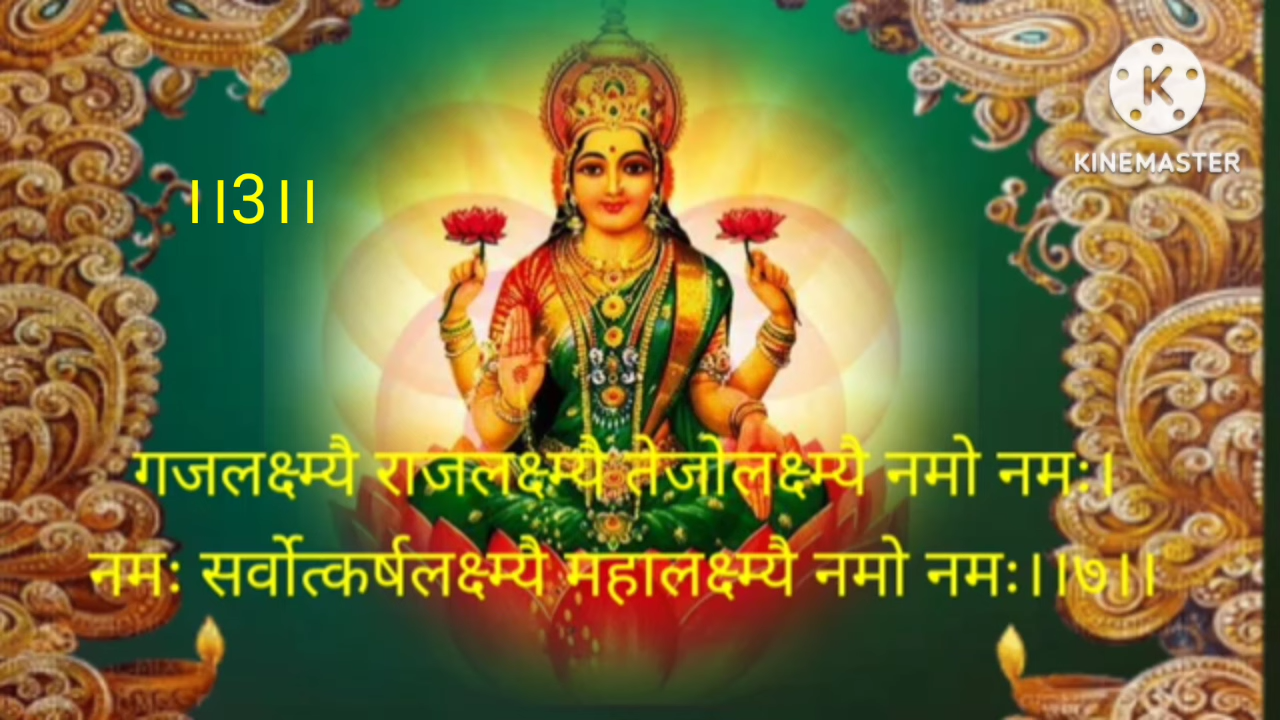 KINEMASTER
।।3।।
गजलक्ष्म्यै राजलक्ष्म्यै तेजोलक्ष्म्यै नमो नमः।
नमः सर्वोत्कर्षलक्ष्म्यै महालक्ष्म्यै नमो नमः।।७।।